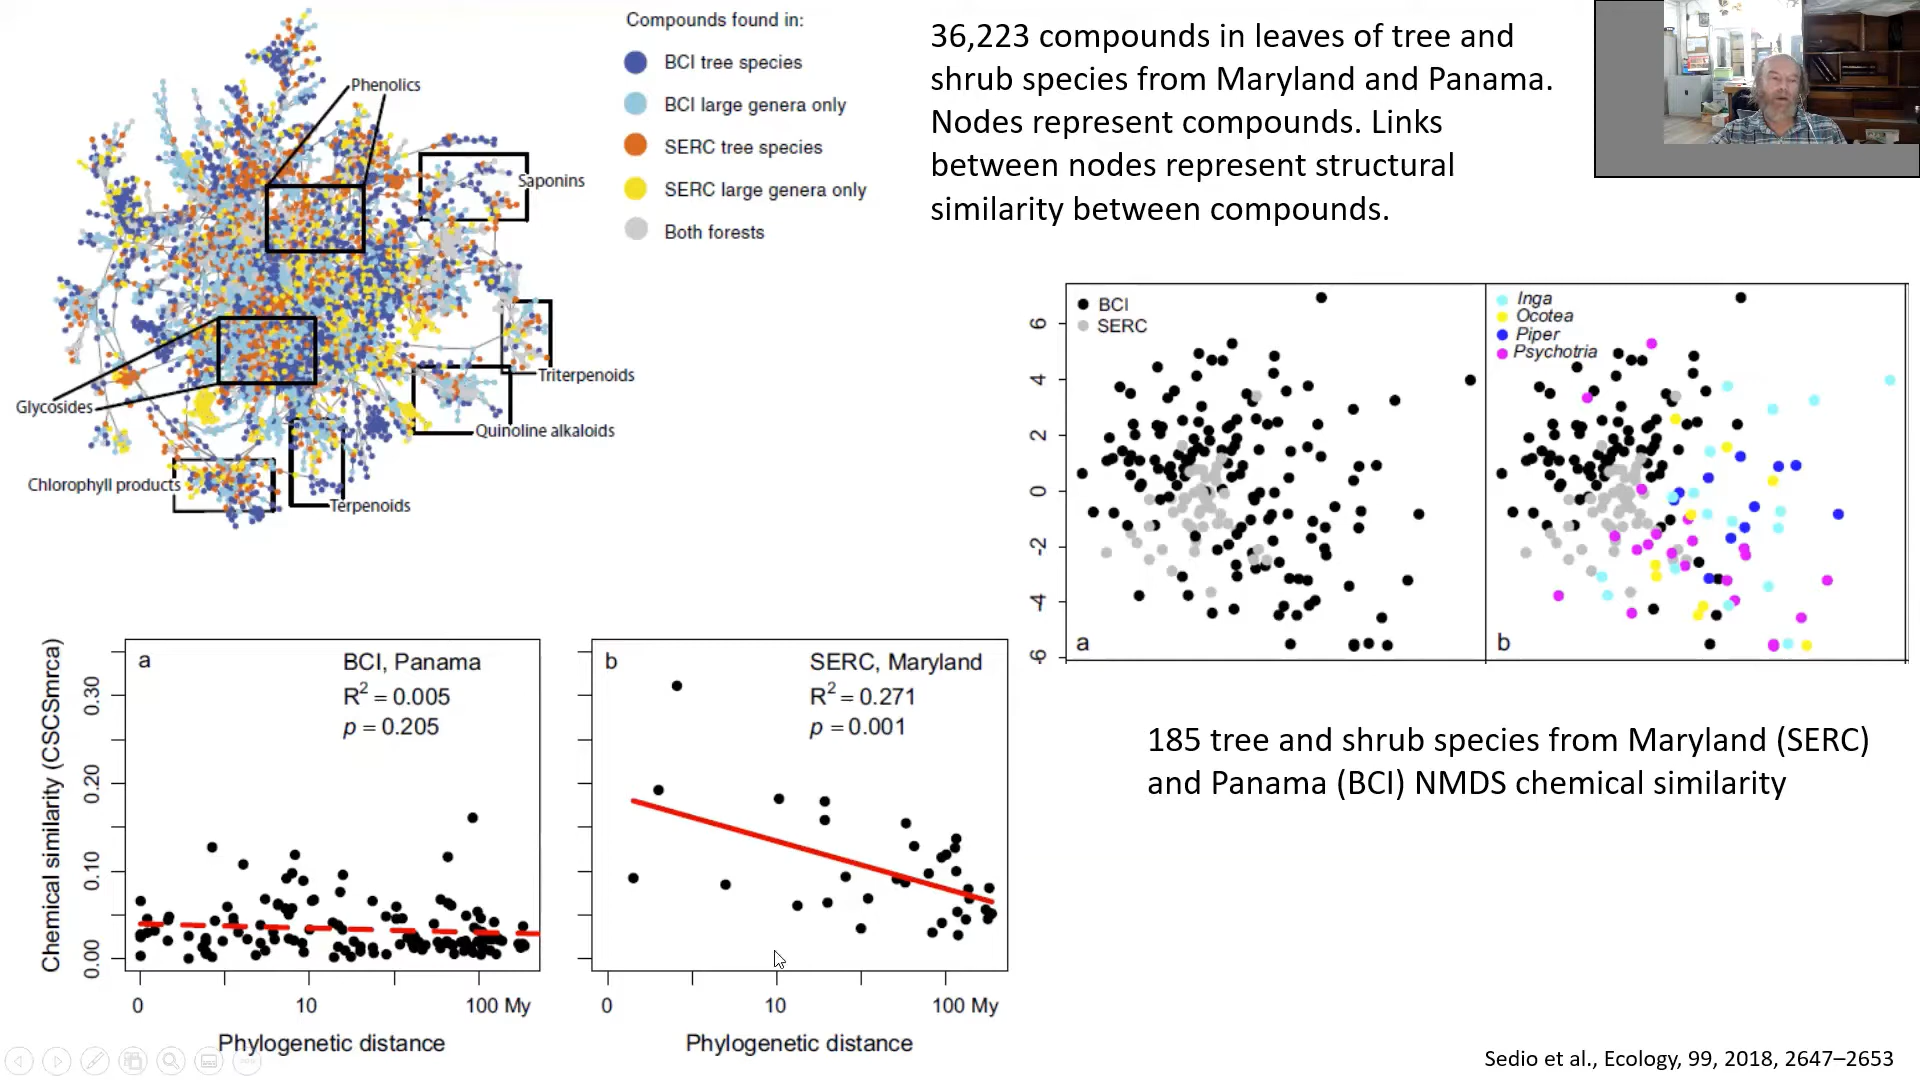 Compounds found in:
BCI tree species
BCI large genera only
SERC tree species
SERC large genera only
Both forests
Phenolics
Saponins
Triterpenoids
Glycosides
Quinoline alkaloids
Chlorophyll products
Terpenoids
36,223 compounds in leaves of tree and
shrub species from Maryland and Panama.
Nodes represent compounds. Links
between nodes represent structural
similarity between compounds.
BCI
SERC
6
4
2
0
-2
-4
-6
a
Inga
Ocotea
Piper
Psychotria
b
185 tree and shrub species from Maryland (SERC)
and Panama (BCI) NMDS chemical similarity
a
BCI, Panama
R² = 0.005
p = 0.205
Chemical similarity (CSCSmrca)
0.30
0.20
0.10
0.00
0 10 100 My
Phylogenetic distance
b
SERC, Maryland
R² = 0.271
p = 0.001
0 10 100 My
Phylogenetic distance
Sedio et al., Ecology, 99, 2018, 2647–2653